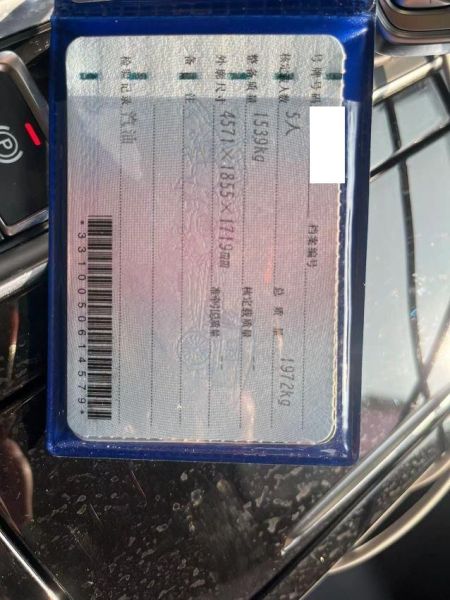 号牌号码
档案编号
核定载人数 5人 总质量 1972kg
整备质量 1539kg 核定载质量 --
外廓尺寸 4571×1855×1719mm 准牵引总质量 --
备注
检验记录 汽油
*3310050614579*